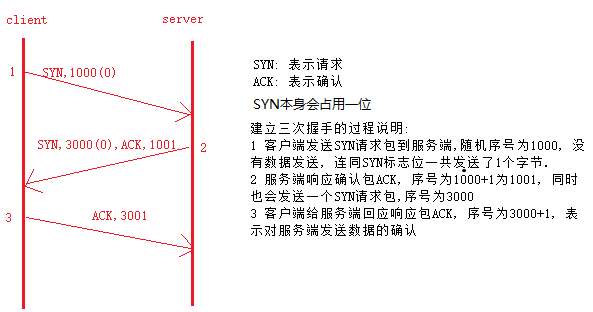 client
server
1
SYN,1000(0)
SYN,3000(0),ACK,1001
2
3
ACK,3001
SYN: 表示请求
ACK: 表示确认
SYN本身会占用一位
建立三次握手的过程说明:
1 客户端发送SYN请求包到服务端,随机序号为1000, 没
有数据发送, 连同SYN标志位一共发送了1个字节.
2 服务端响应确认包ACK, 序号为1000+1为1001, 同时
也会发送一个SYN请求包,序号为3000
3 客户端给服务端回应响应包ACK, 序号为3000+1, 表
示对服务端发送数据的确认